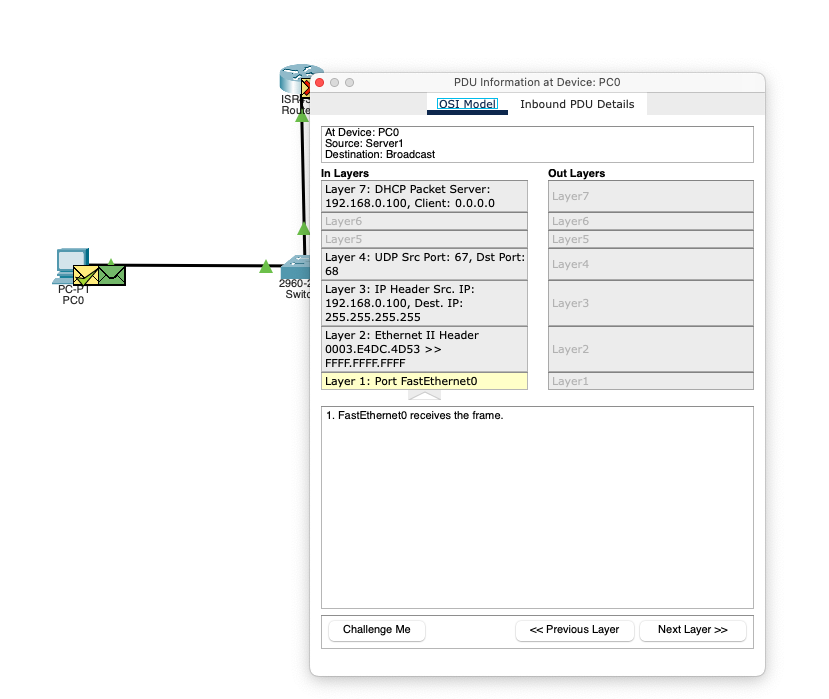 PDU Information at Device: PC0
OSI Model
Inbound PDU Details
At Device: PC0
Source: Server1
Destination: Broadcast
In Layers
Out Layers
Layer 7: DHCP Packet Server:
192.168.0.100, Client: 0.0.0.0
Layer7
Layer6
Layer6
Layer5
Layer5
Layer 4: UDP Src Port: 67, Dst Port:
68
Layer4
Layer 3: IP Header Src. IP:
192.168.0.100, Dest. IP:
255.255.255.255
Layer3
Layer 2: Ethernet II Header
0003.E4DC.4D53 >>
FFFF.FFFF.FFFF
Layer2
Layer 1: Port FastEthernet0
Layer1
1. FastEthernet0 receives the frame.
Challenge Me
<< Previous Layer
Next Layer >>
Route
PC-PT
PC0
2960-2
Switc